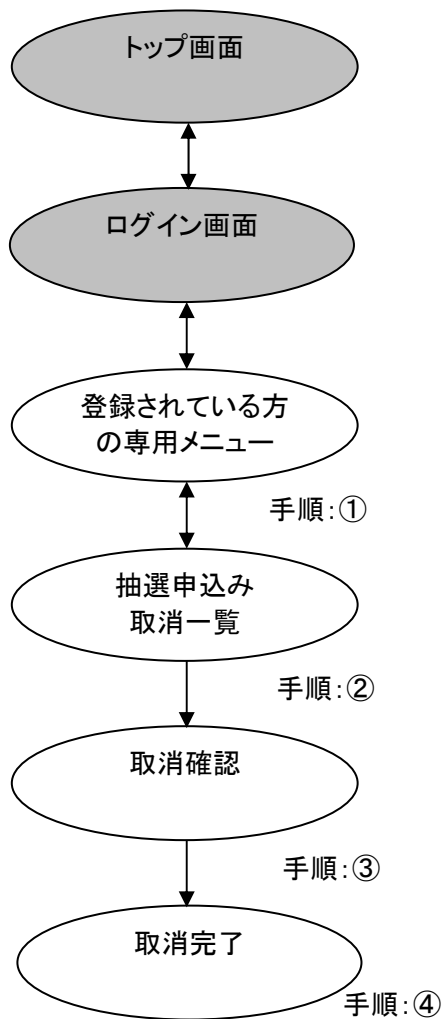 トップ画面
ログイン画面
登録されている方
の専用メニュー
手順：①
抽選申込み
取消一覧
手順：②
取消確認
手順：③
取消完了
手順：④